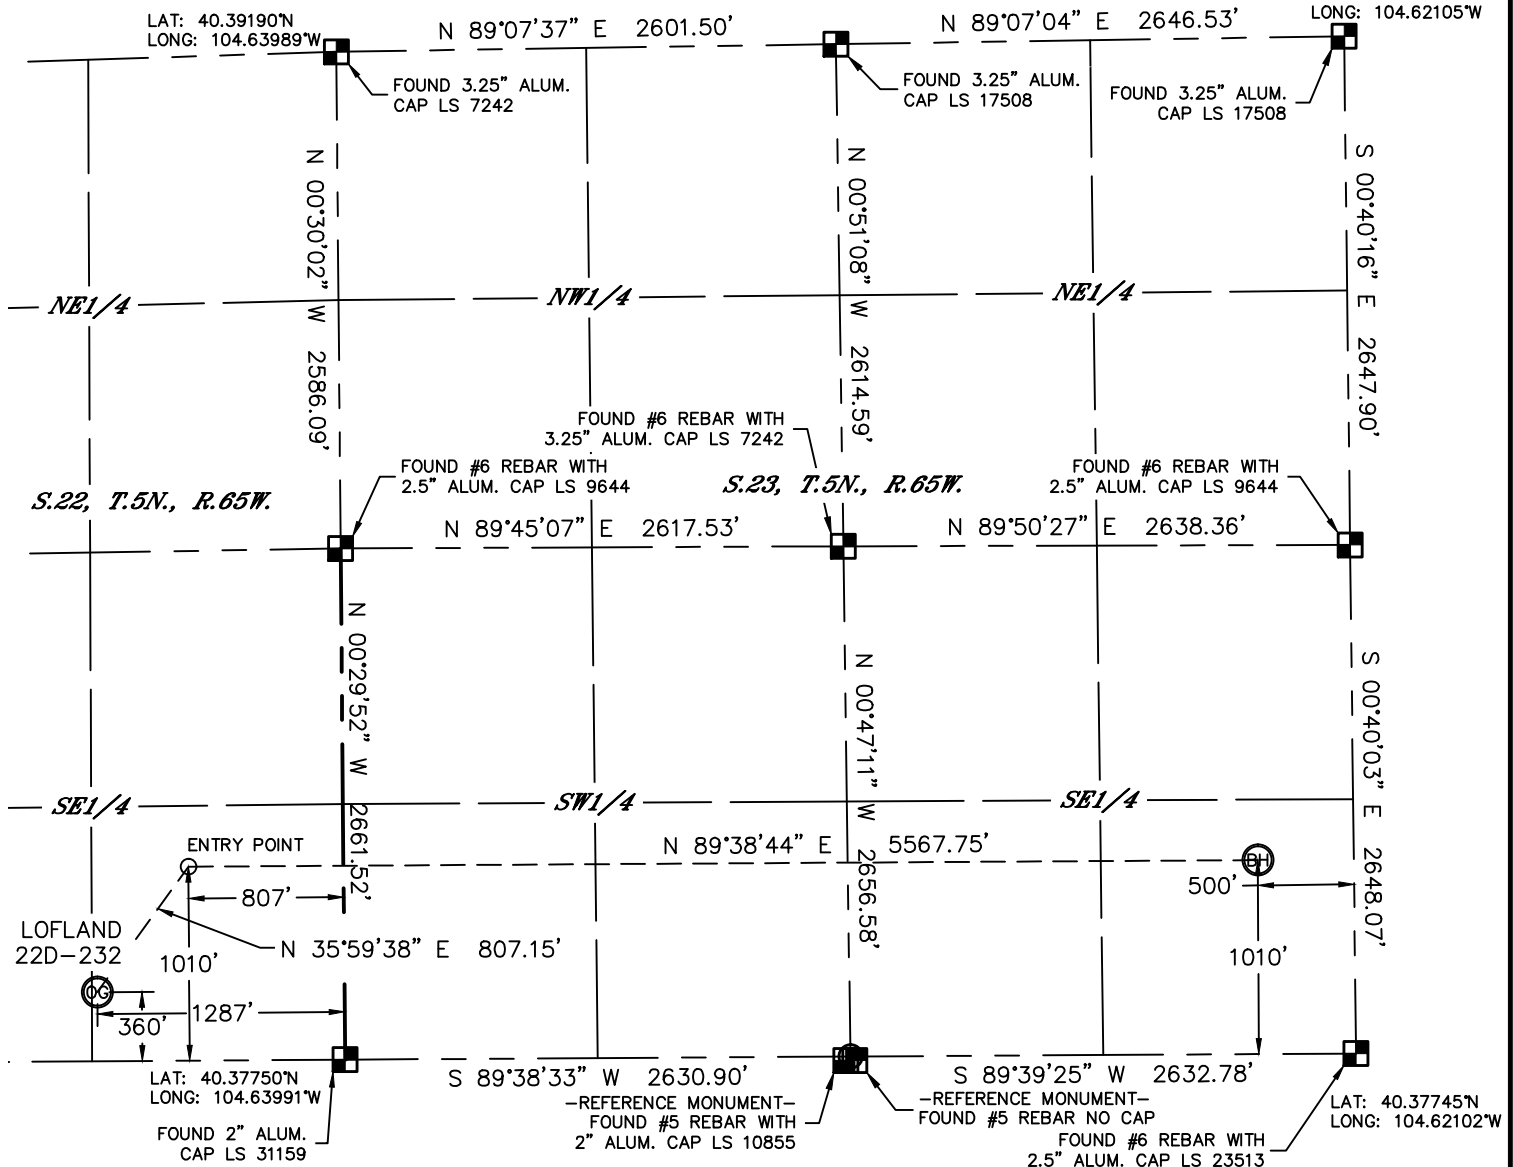 LAT: 40.39190°N
LONG: 104.63989°W
N 89°07'37" E 2601.50'
N 89°07'04" E 2646.53'
LONG: 104.62105°W
FOUND 3.25" ALUM.
CAP LS 7242
FOUND 3.25" ALUM.
CAP LS 17508
FOUND 3.25" ALUM.
CAP LS 17508
N 00°30'02" W 2586.09'
N 00°51'08" W 2614.59'
S 00°40'16" E 2647.90'
NE1/4
NW1/4
NE1/4
FOUND #6 REBAR WITH
3.25" ALUM. CAP LS 7242
FOUND #6 REBAR WITH
2.5" ALUM. CAP LS 9644
FOUND #6 REBAR WITH
2.5" ALUM. CAP LS 9644
S.22, T.5N., R.65W.
S.23, T.5N., R.65W.
N 89°45'07" E 2617.53'
N 89°50'27" E 2638.36'
N 00°29'52" W 2661.52'
N 00°47'11" W 2656.58'
S 00°40'03" E 2648.07'
SE1/4
SW1/4
SE1/4
ENTRY POINT
N 89°38'44" E 5567.75'
BH
807'
500'
LOFLAND
22D-232
N 35°59'38" E 807.15'
1010'
1010'
OG
1287'
360'
LAT: 40.37750°N
LONG: 104.63991°W
S 89°38'33" W 2630.90'
S 89°39'25" W 2632.78'
-REFERENCE MONUMENT-
FOUND #5 REBAR WITH
2" ALUM. CAP LS 10855
-REFERENCE MONUMENT-
FOUND #5 REBAR NO CAP
LAT: 40.37745°N
LONG: 104.62102°W
FOUND 2" ALUM.
CAP LS 31159
FOUND #6 REBAR WITH
2.5" ALUM. CAP LS 23513